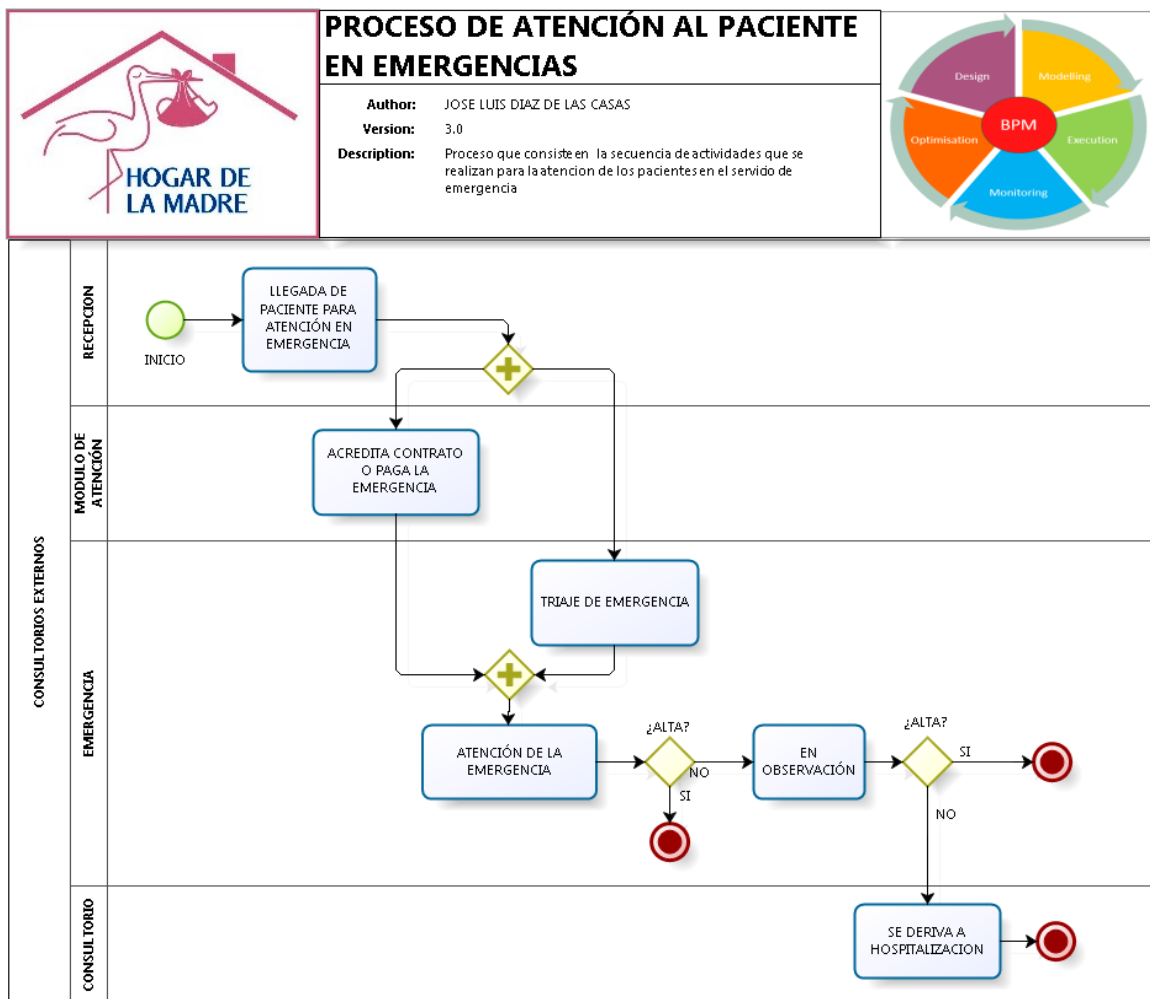 PROCESO DE ATENCIÓN AL PACIENTE
EN EMERGENCIAS
HOGAR DE
LA MADRE
Author: JOSE LUIS DIAZ DE LAS CASAS
Version: 3.0
Description: Proceso que consiste en la secuencia de actividades que se
realizan para la atencion de los pacientes en el servicio de
emergencia
Design
Modelling
BPM
Optimisation
Execution
Monitoring
CONSULTORIOS EXTERNOS
RECEPCION
INICIO
LLEGADA DE
PACIENTE PARA
ATENCIÓN EN
EMERGENCIA
MODULO DE
ATENCIÓN
ACREDITA CONTRATO
O PAGA LA
EMERGENCIA
EMERGENCIA
TRIAJE DE EMERGENCIA
ATENCIÓN DE LA
EMERGENCIA
¿ALTA?
NO
SI
EN
OBSERVACIÓN
¿ALTA?
SI
NO
CONSULTORIO
SE DERIVA A
HOSPITALIZACION